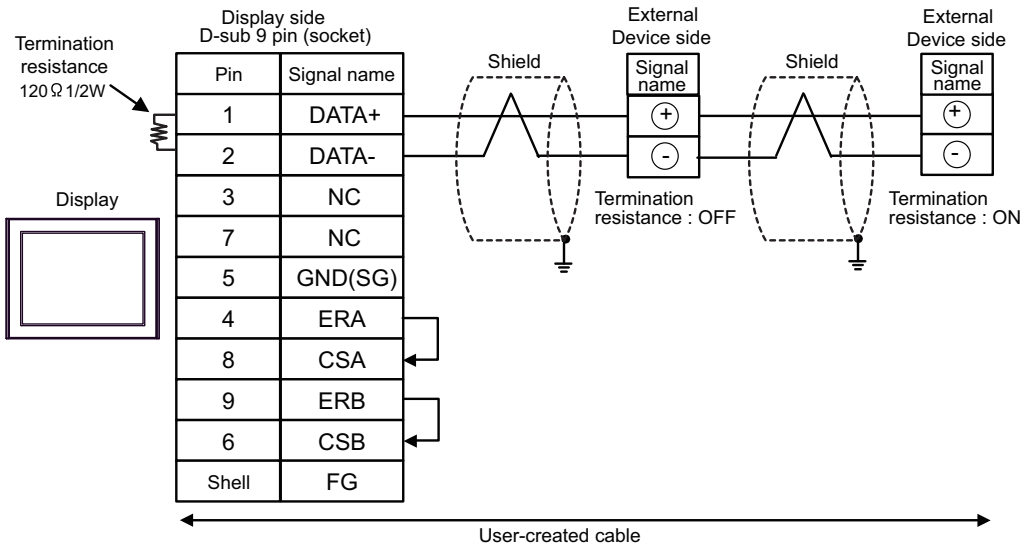 Display side
D-sub 9 pin (socket)
Termination
resistance
120Ω 1/2W
Display
Pin Signal name
1 DATA+
2 DATA-
3 NC
7 NC
5 GND(SG)
4 ERA
8 CSA
9 ERB
6 CSB
Shell FG
Shield
External
Device side
Signal
name
+
-
Termination
resistance : OFF
Shield
External
Device side
Signal
name
+
-
Termination
resistance : ON
User-created cable